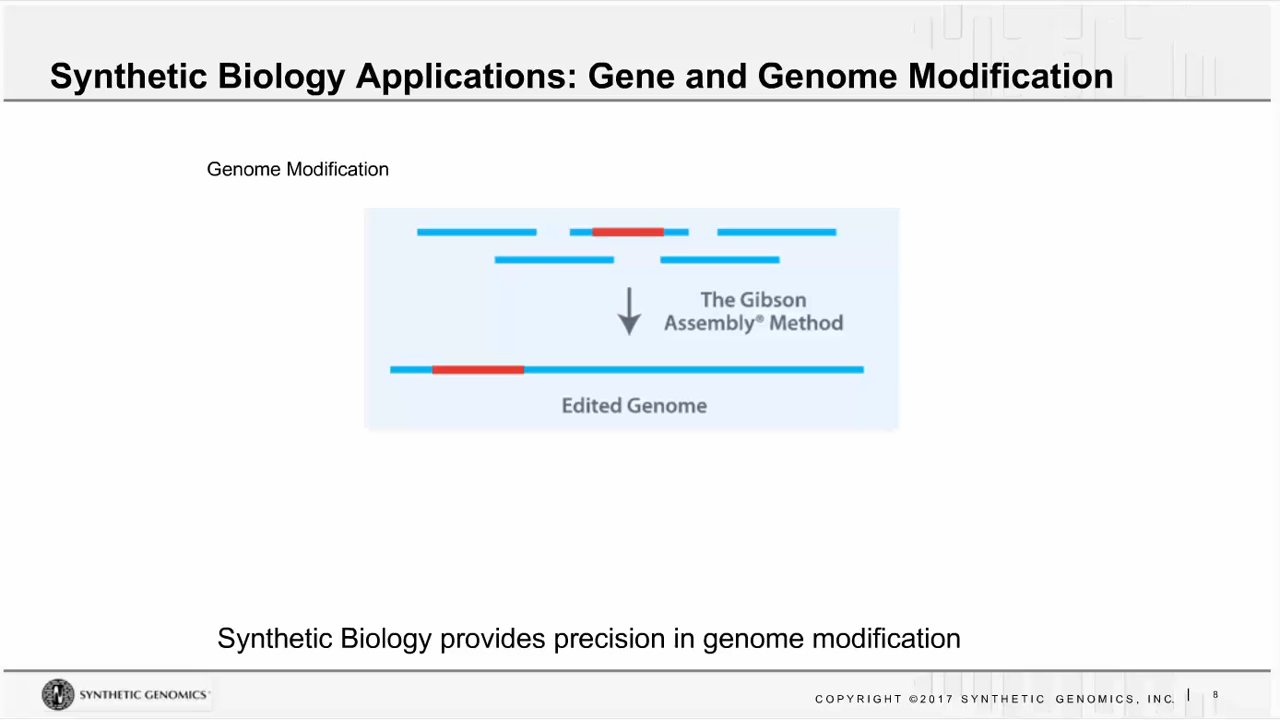 Synthetic Biology Applications: Gene and Genome Modification
Genome Modification
The Gibson
Assembly® Method
Edited Genome
Synthetic Biology provides precision in genome modification
SYNTHETIC GENOMICS
COPYRIGHT ©2017 SYNTHETIC GENOMICS, INC. | 8